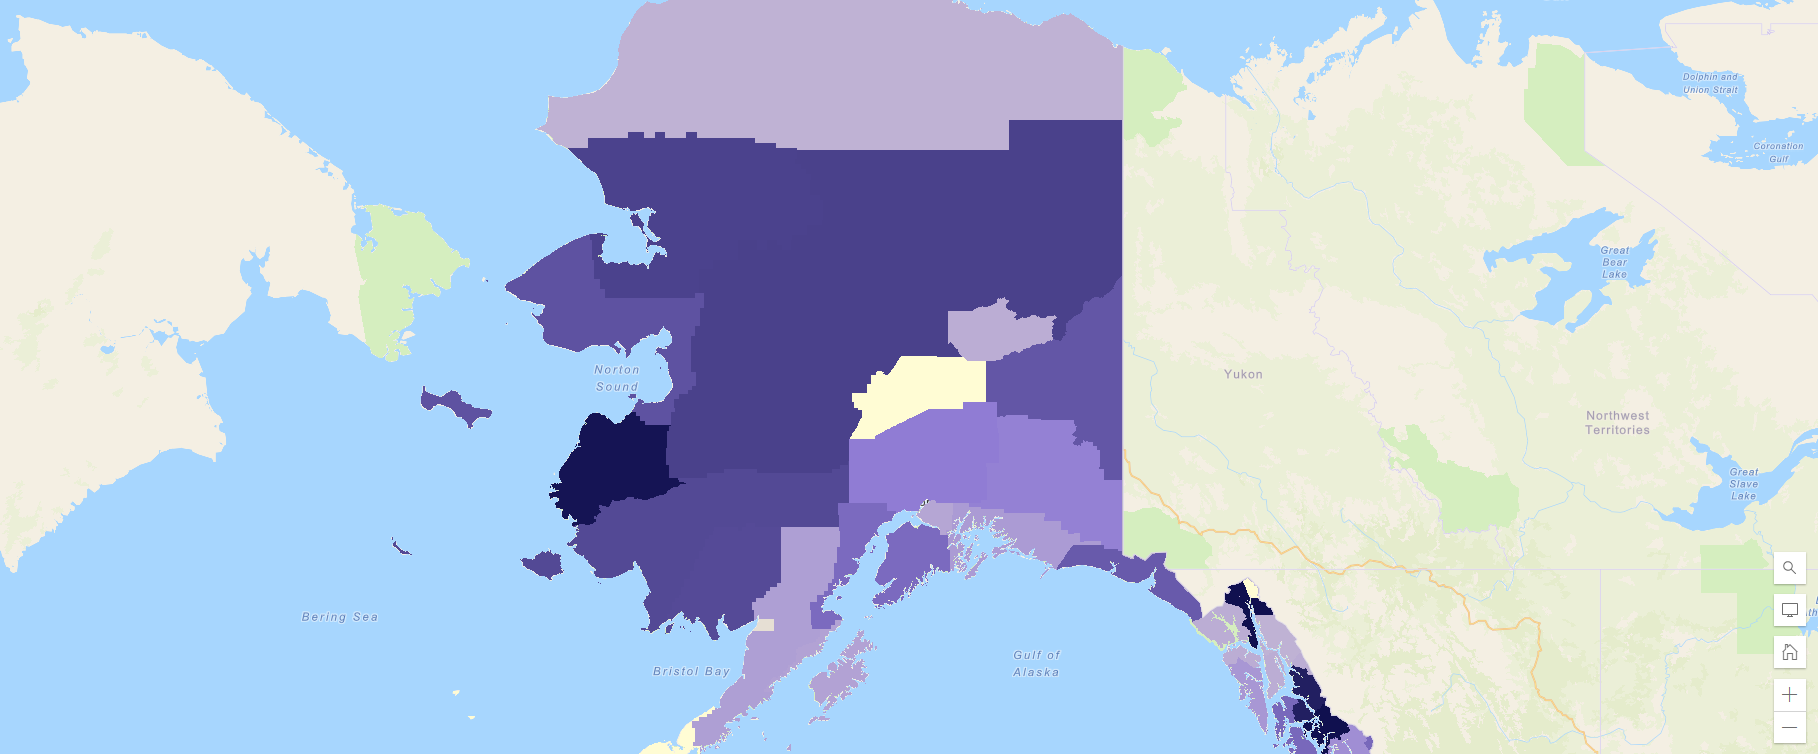 Dolphin and
Union Strait
Coronation
Gulf
Great
Bear
Lake
Norton
Sound
Yukon
Northwest
Territories
Great
Slave
Lake
Bering Sea
Bristol Bay
Gulf of
Alaska